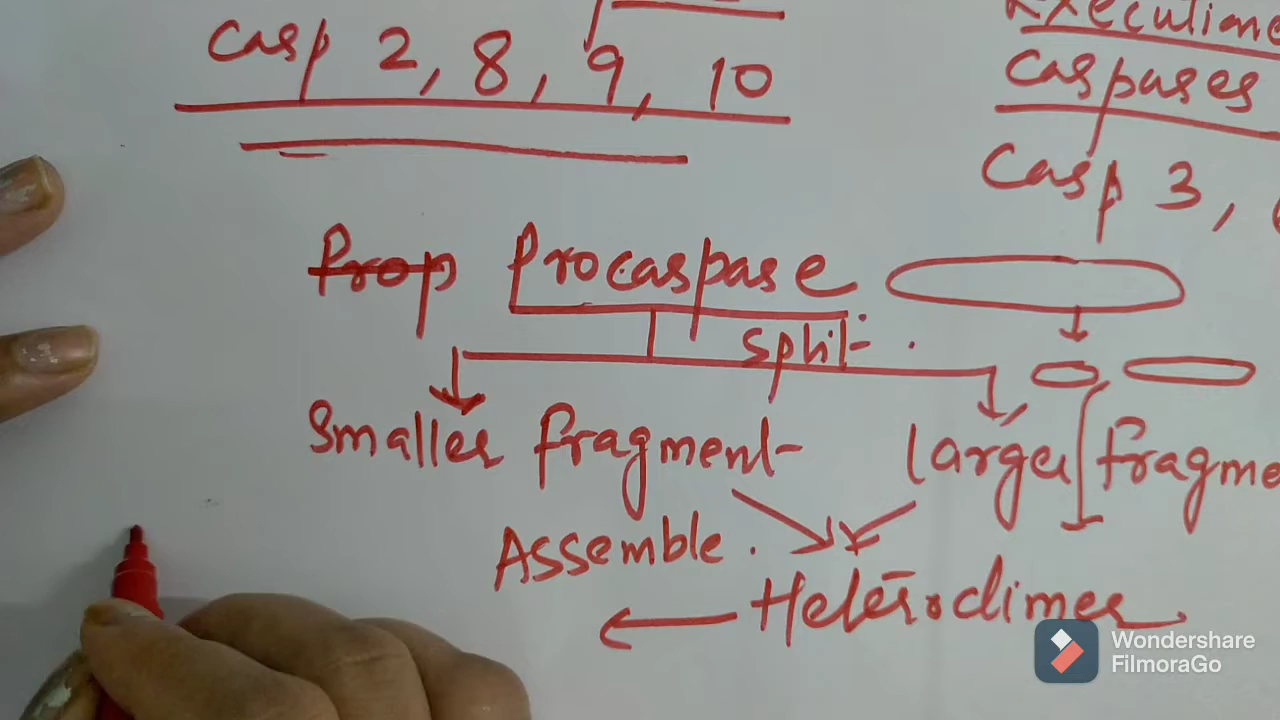 Executione
Casp 2, 8, 9, 10
Caspases
Casp 3,
Prop Procaspase
split
Smaller fragment
larger fragme
Assemble.
Heterodimer
Wondershare
FilmoraGo